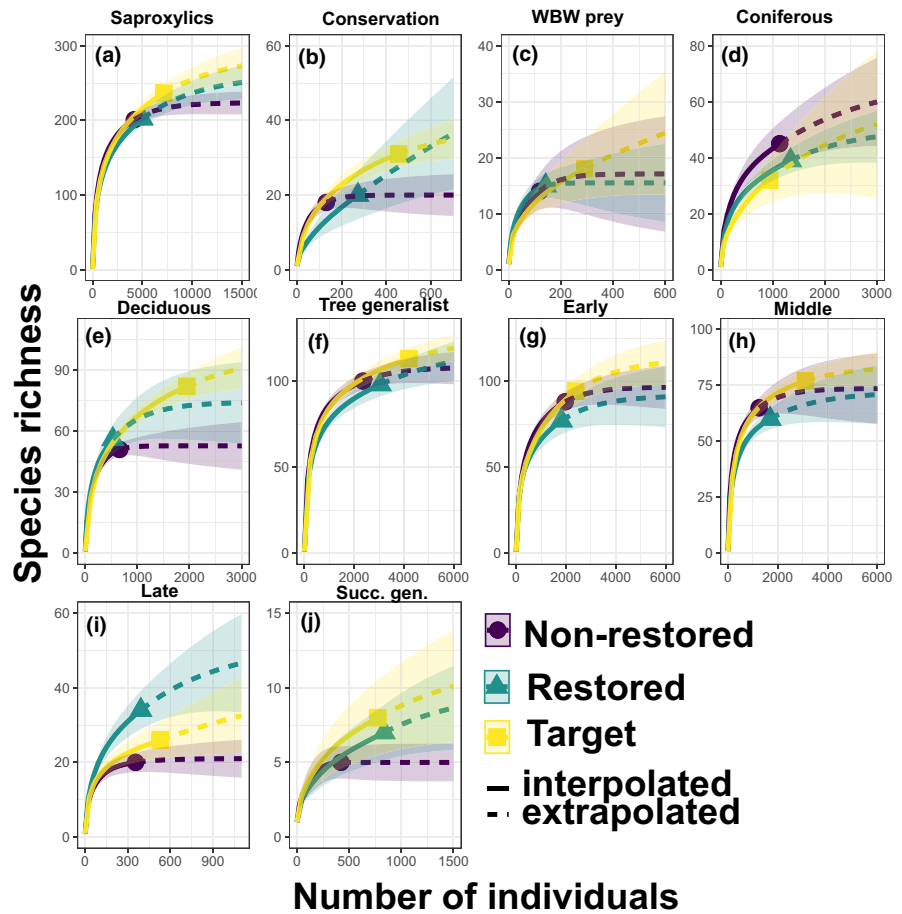 Saproxylics Conservation WBW prey Coniferous
(a) (b) (c) (d)
300 60 40 80
200 40 30 60
100 20 20 40
0 0 10 20
0 0
0 5000 10000 15000 0 200 400 600 0 200 400 600 0 1000 2000 3000
Deciduous Tree generalist Early Middle
(e) (f) (g) (h)
90 100 100 100
60 50 50 75
30 0 0 50
0 25
0
0 1000 2000 3000 0 2000 4000 6000 0 2000 4000 6000 0 2000 4000 6000
Late Succ. gen.
(i) (j)
60 15
40 10
20 5
0 0
0 300 600 900 0 500 1000 1500
Species richness
Number of individuals
Non-restored
Restored
Target
interpolated
extrapolated